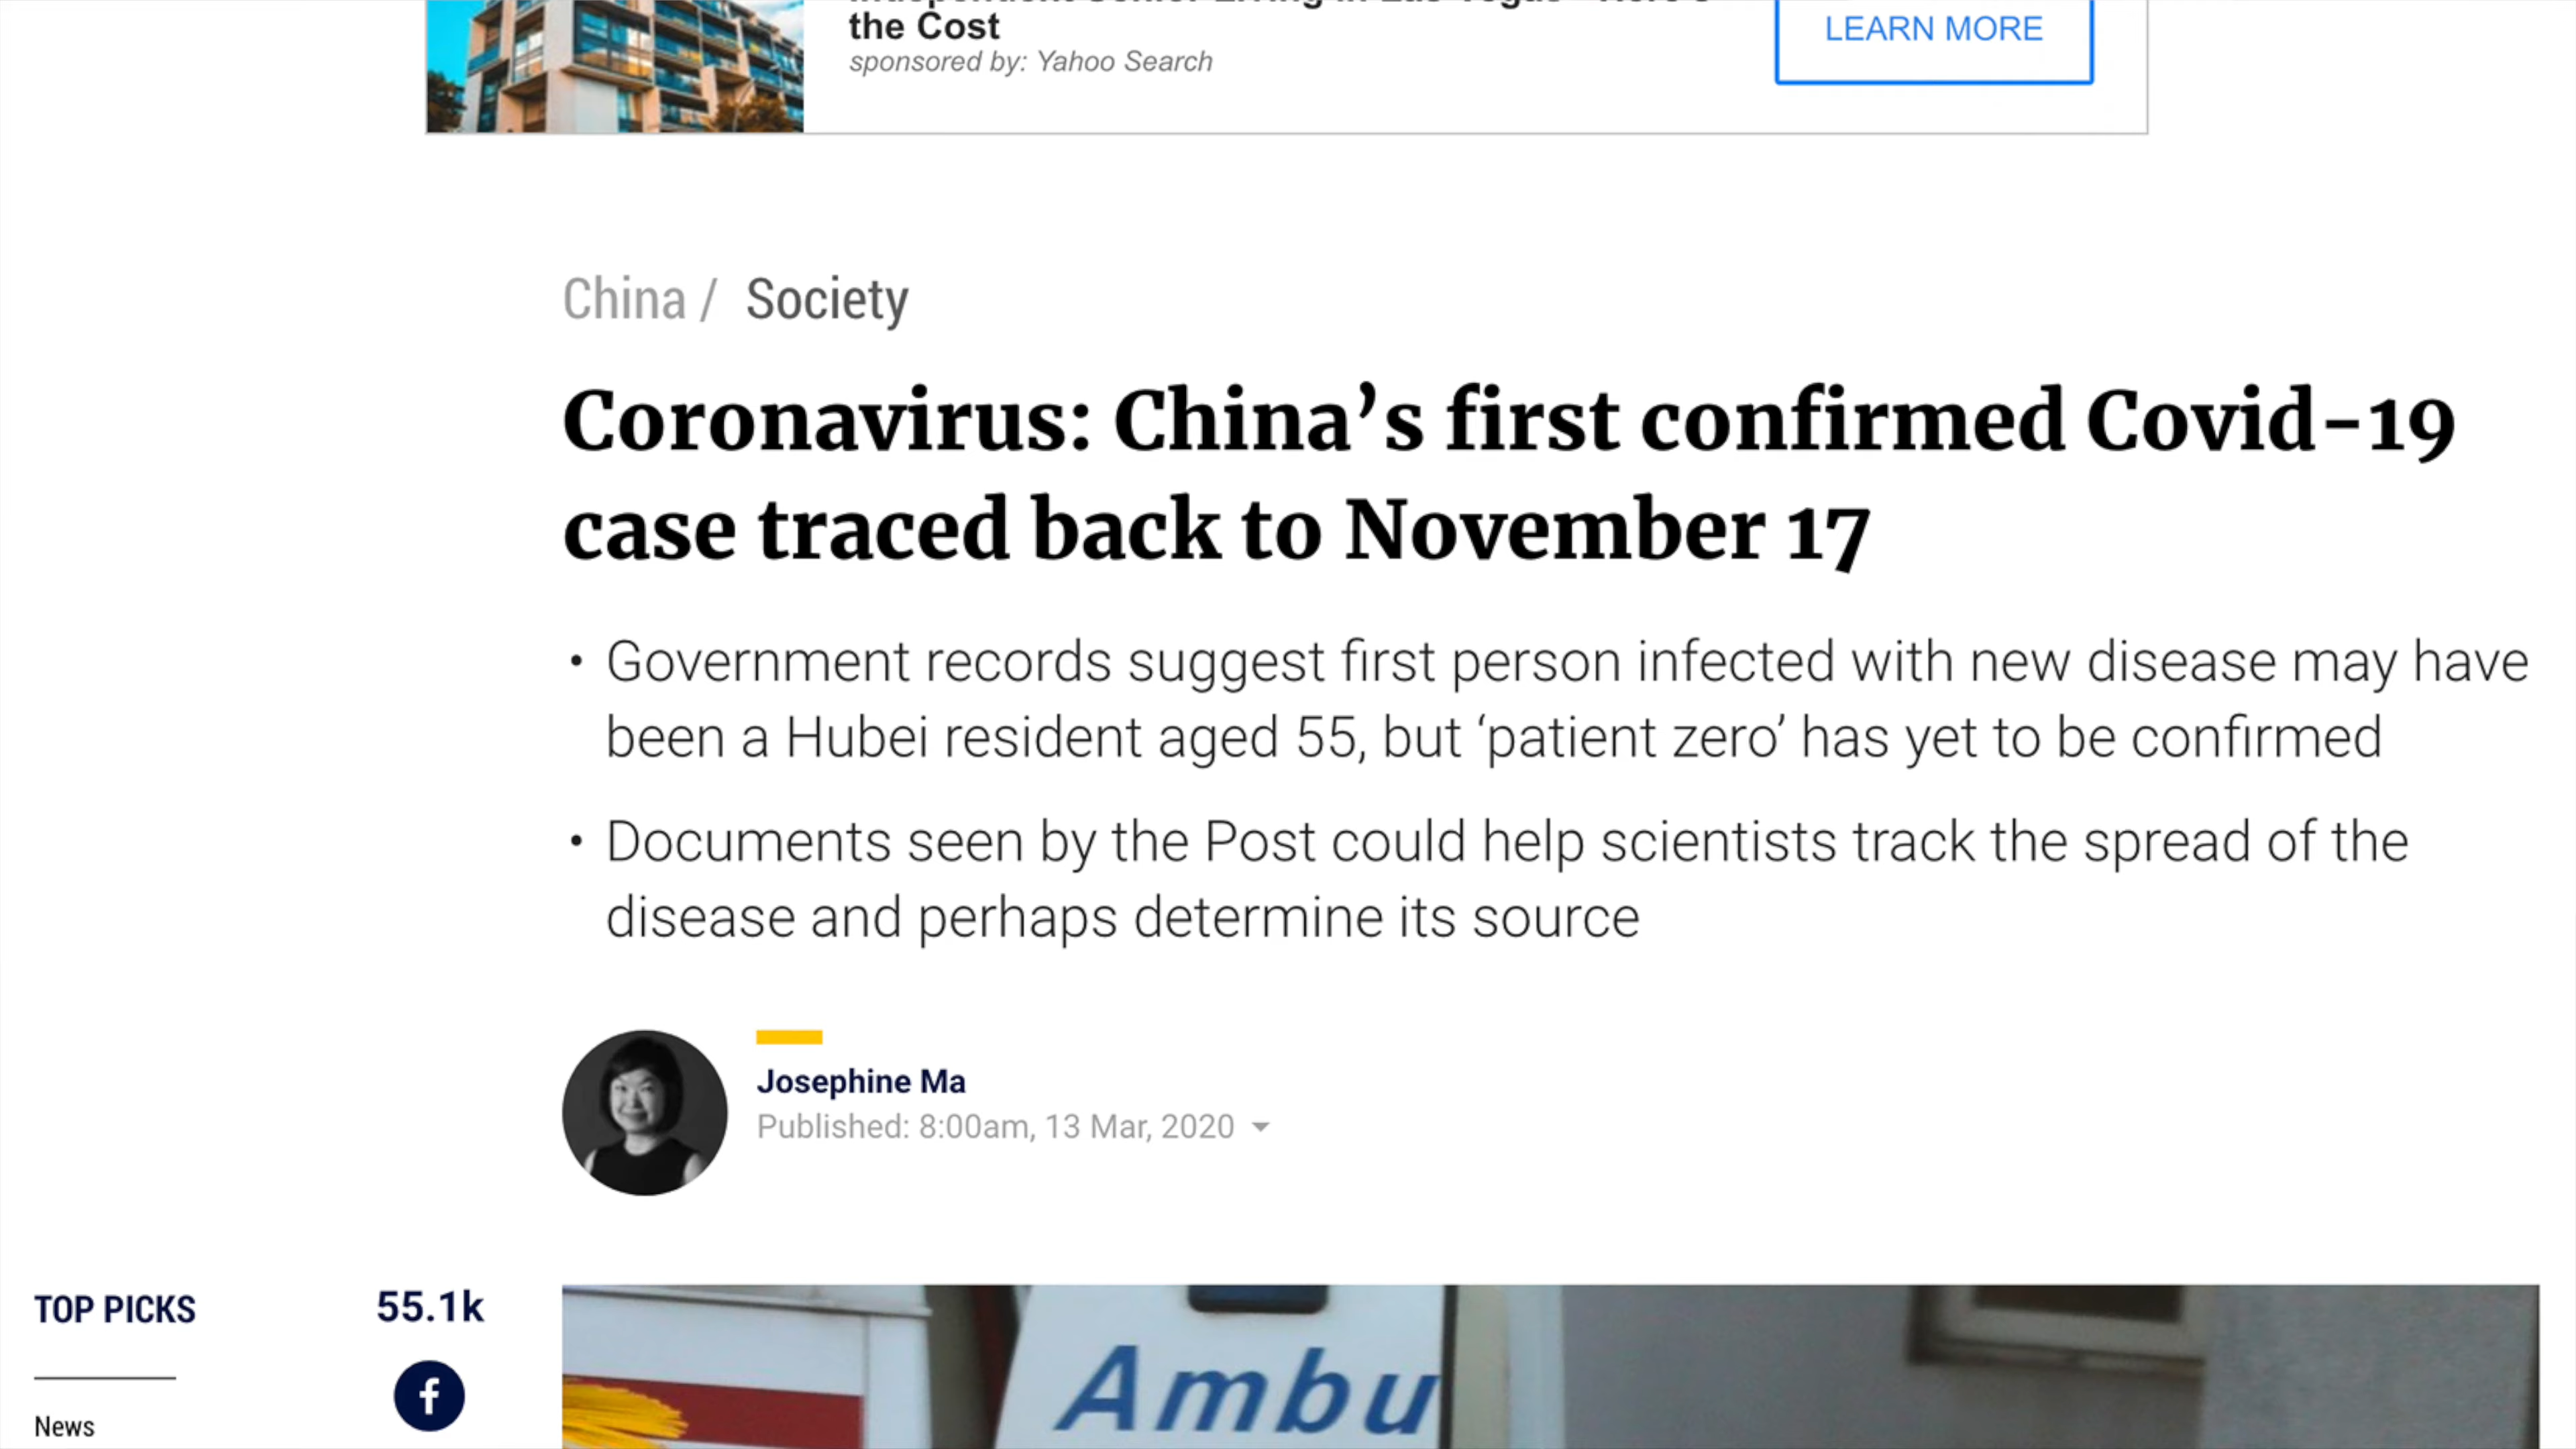 the Cost
sponsored by: Yahoo Search
LEARN MORE
China / Society
Coronavirus: China’s first confirmed Covid-19
case traced back to November 17
• Government records suggest first person infected with new disease may have
been a Hubei resident aged 55, but ‘patient zero’ has yet to be confirmed
• Documents seen by the Post could help scientists track the spread of the
disease and perhaps determine its source
Josephine Ma
Published: 8:00am, 13 Mar, 2020
TOP PICKS
55.1k
f
News
Ambu